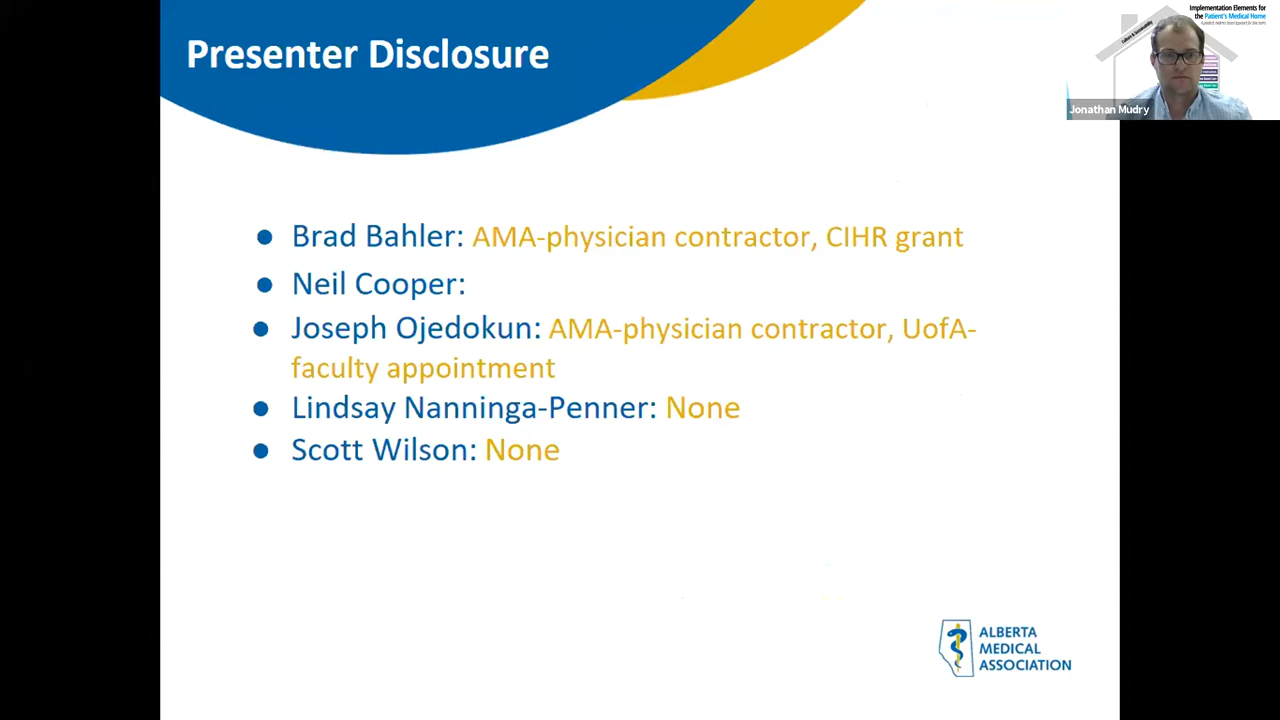 Presenter Disclosure
Implementation Elements for
the Patient's Medical Home
Jonathan Mudry
● Brad Bahler: AMA-physician contractor, CIHR grant
● Neil Cooper:
● Joseph Ojedokun: AMA-physician contractor, UofA-
faculty appointment
● Lindsay Nanninga-Penner: None
● Scott Wilson: None
ALBERTA
MEDICAL
ASSOCIATION